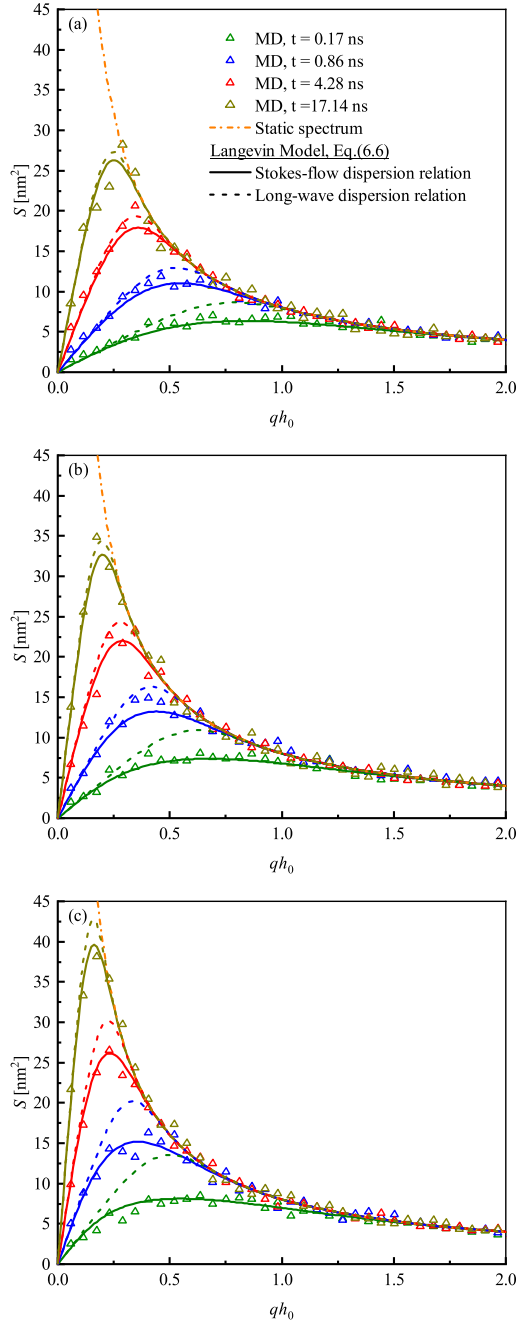 (a)
MD, t = 0.17 ns
MD, t = 0.86 ns
MD, t = 4.28 ns
MD, t =17.14 ns
Static spectrum
Langevin Model, Eq.(6.6)
Stokes-flow dispersion relation
Long-wave dispersion relation
45
40
35
30
25
20
15
10
5
0
S [nm²]
0.0 0.5 1.0 1.5 2.0
qh₀
(b)
45
40
35
30
25
20
15
10
5
0
S [nm²]
0.0 0.5 1.0 1.5 2.0
qh₀
(c)
45
40
35
30
25
20
15
10
5
0
S [nm²]
0.0 0.5 1.0 1.5 2.0
qh₀